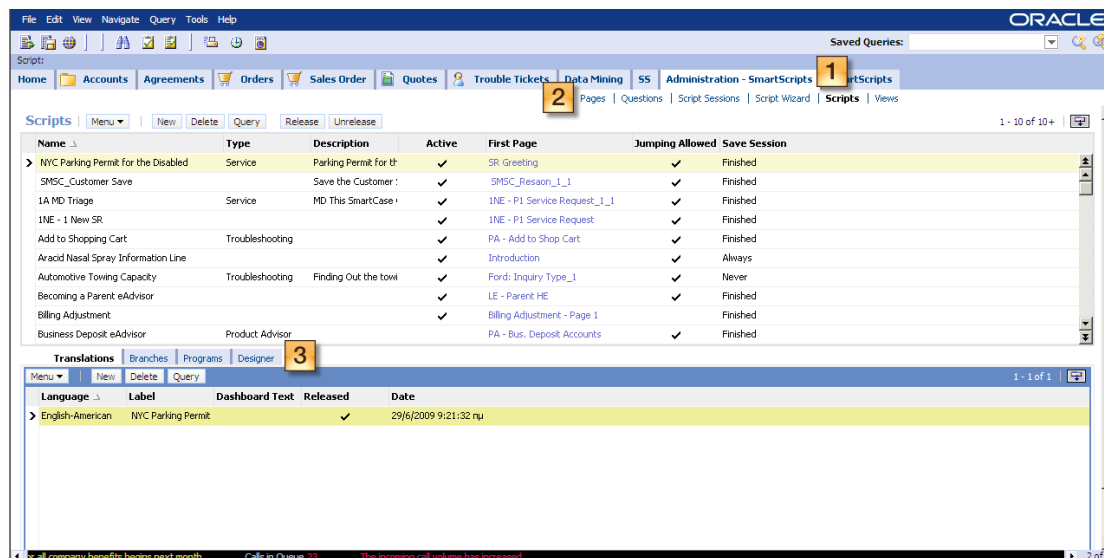 File Edit View Navigate Query Tools Help ORACLE
Saved Queries:
Script:
Home Accounts Agreements Orders Sales Order Quotes Trouble Tickets Data Mining SS Administration - SmartScripts 1
2 Pages | Questions | Script Sessions | Script Wizard | Scripts | Views
Scripts Menu New Delete Query Release Unrelease 1 - 10 of 10+
Name Type Description Active First Page Jumping Allowed Save Session
NYC Parking Permit for the Disabled Service Parking Permit for th SR Greeting Finished
SMSC_Customer Save Save the Customer SMSC_Resaon_1_1 Finished
1A MD Triage Service MD This SmartCase 1NE - P1 Service Request_1_1 Finished
1NE - 1 New SR 1NE - P1 Service Request Finished
Add to Shopping Cart Troubleshooting PA - Add to Shop Cart Finished
Aracid Nasal Spray Information Line Introduction Always
Automotive Towing Capacity Troubleshooting Finding Out the towi Ford: Inquiry Type_1 Never
Becoming a Parent eAdvisor LE - Parent HE Finished
Billing Adjustment Billing Adjustment - Page 1 Finished
Business Deposit eAdvisor Product Advisor PA - Bus. Deposit Accounts Finished
Translations Branches Programs Designer 3
Menu New Delete Query 1 - 1 of 1
Language Label Dashboard Text Released Date
English-American NYC Parking Permit 29/6/2009 9:21:32 πμ
or all company benefits begins next month. Calls in Queue 23 The incoming call volume has increased 2 of